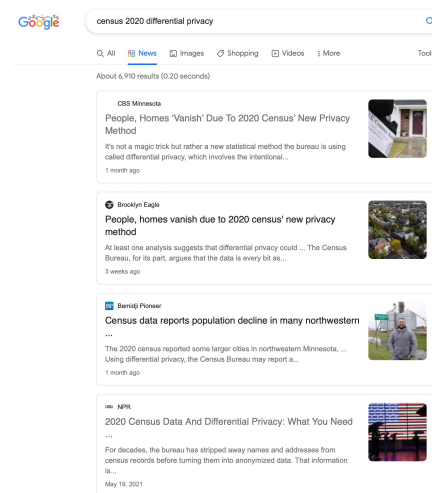 Google
census 2020 differential privacy
All News Images Shopping Videos More Tool
About 6,910 results (0.20 seconds)
CBS Minnesota
People, Homes ‘Vanish’ Due To 2020 Census’ New Privacy
Method
It's not a magic trick but rather a new statistical method the bureau is using
called differential privacy, which involves the intentional...
1 month ago
Brooklyn Eagle
People, homes vanish due to 2020 census' new privacy
method
At least one analysis suggests that differential privacy could ... The Census
Bureau, for its part, argues that the data is every bit as...
3 weeks ago
BP Bemidji Pioneer
Census data reports population decline in many northwestern
...
The 2020 census reported some larger cities in northwestern Minnesota, ...
Using differential privacy, the Census Bureau may report a...
1 month ago
NPR
2020 Census Data And Differential Privacy: What You Need
...
For decades, the bureau has stripped away names and addresses from
census records before turning them into anonymized data. That information
is...
May 19, 2021